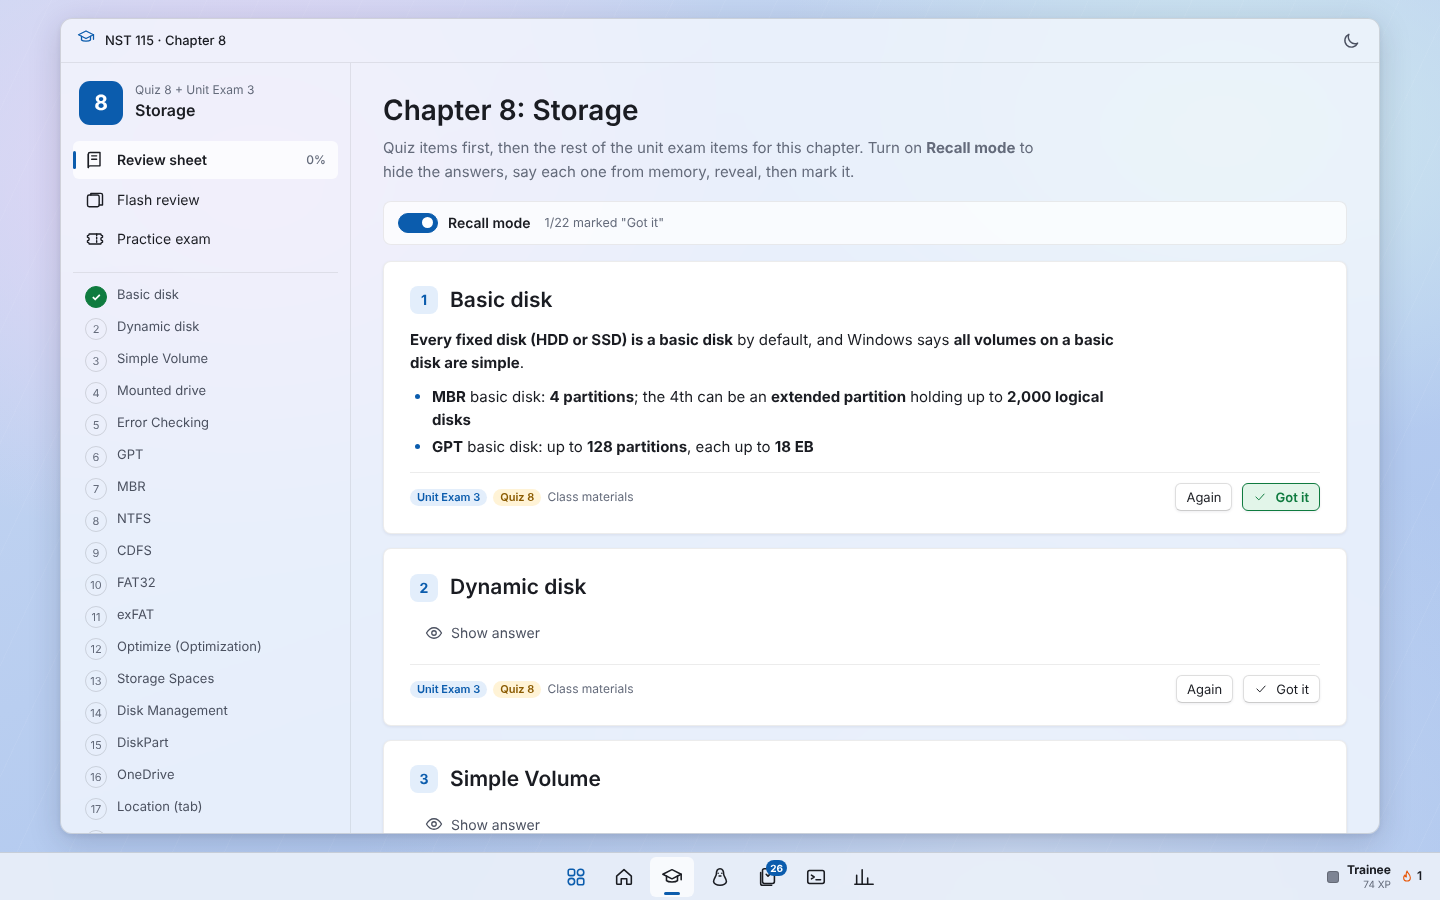 NST 115 · Chapter 8
8
Quiz 8 + Unit Exam 3
Storage
Review sheet 0%
Flash review
Practice exam
Basic disk
2 Dynamic disk
3 Simple Volume
4 Mounted drive
5 Error Checking
6 GPT
7 MBR
8 NTFS
9 CDFS
10 FAT32
11 exFAT
12 Optimize (Optimization)
13 Storage Spaces
14 Disk Management
15 DiskPart
16 OneDrive
17 Location (tab)
Chapter 8: Storage
Quiz items first, then the rest of the unit exam items for this chapter. Turn on Recall mode to
hide the answers, say each one from memory, reveal, then mark it.
Recall mode 1/22 marked "Got it"
1 Basic disk
Every fixed disk (HDD or SSD) is a basic disk by default, and Windows says all volumes on a basic
disk are simple.
• MBR basic disk: 4 partitions; the 4th can be an extended partition holding up to 2,000 logical
disks
• GPT basic disk: up to 128 partitions, each up to 18 EB
Unit Exam 3 Quiz 8 Class materials Again Got it
2 Dynamic disk
Show answer
Unit Exam 3 Quiz 8 Class materials Again Got it
3 Simple Volume
Show answer
26
Trainee
74 XP
1